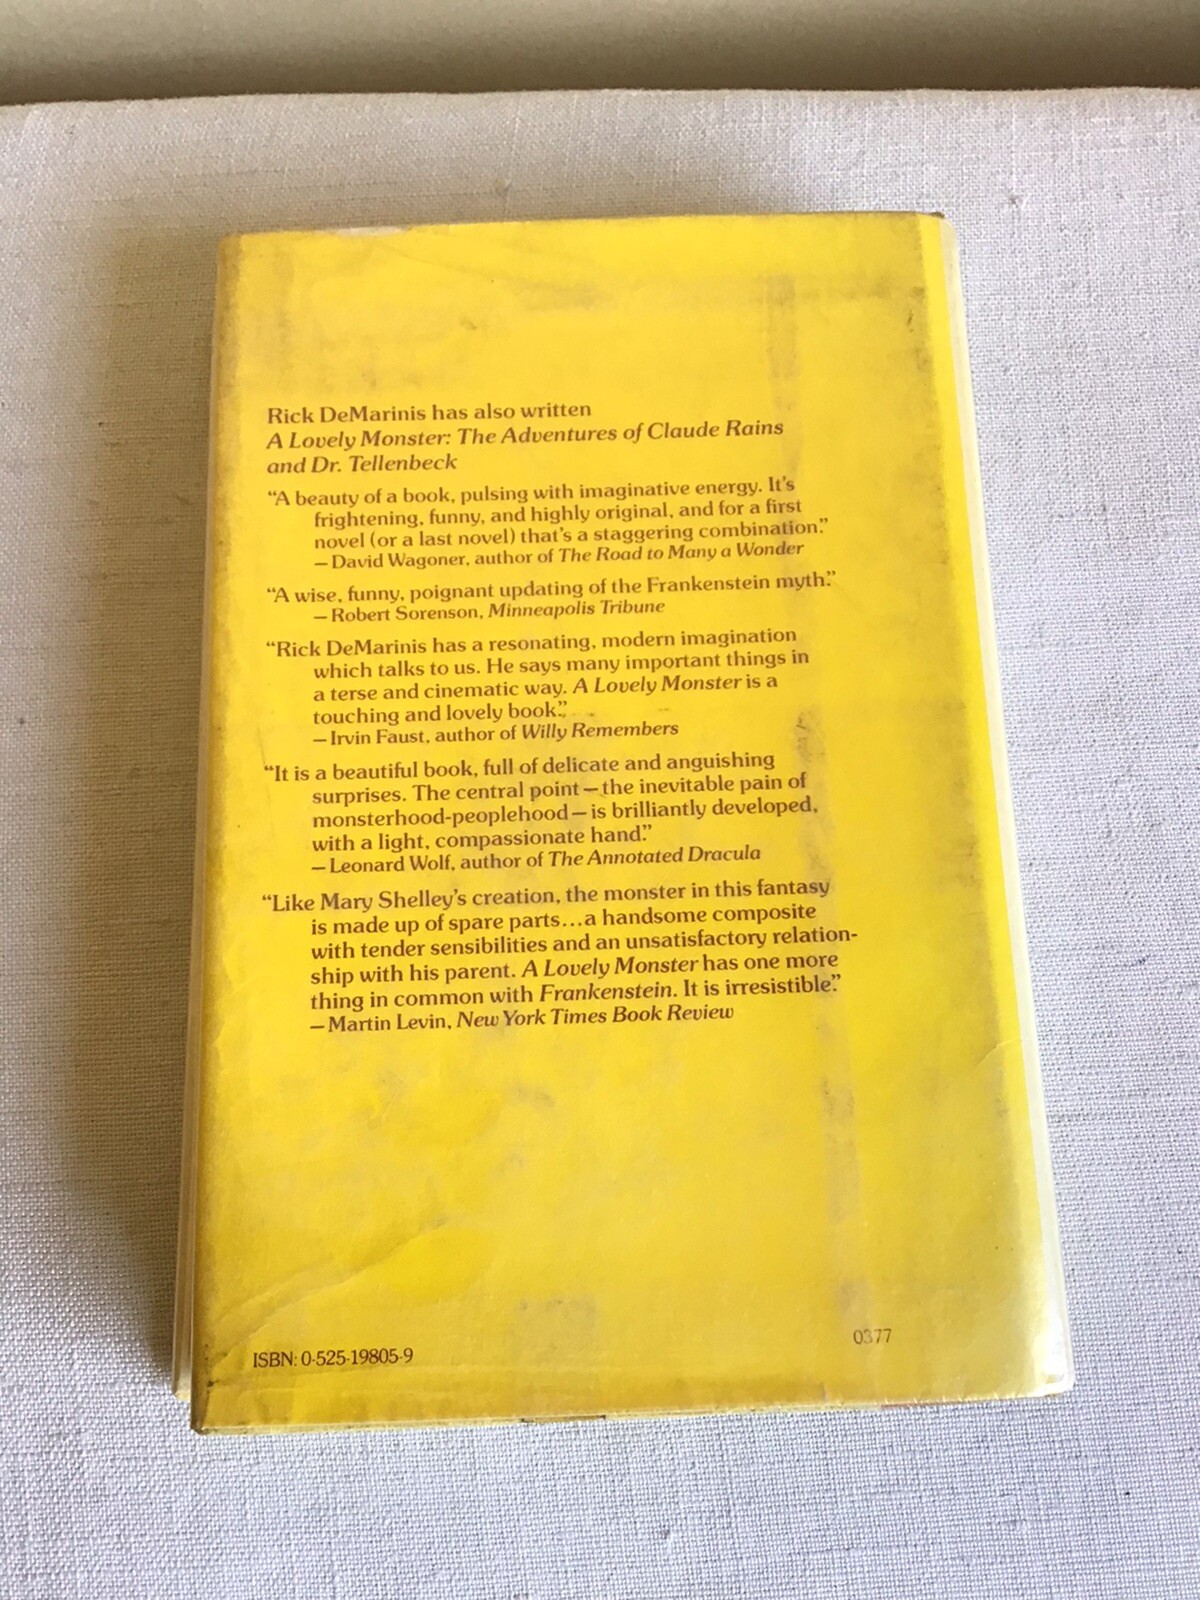 Rick DeMarinis has also written
A Lovely Monster: The Adventures of Claude Rains
and Dr. Tellenbeck
“A beauty of a book, pulsing with imaginative energy. It's
frightening, funny, and highly original, and for a first
novel (or a last novel) that's a staggering combination.”
— David Wagoner, author of The Road to Many a Wonder
“A wise, funny, poignant updating of the Frankenstein myth.”
— Robert Sorenson, Minneapolis Tribune
“Rick DeMarinis has a resonating, modern imagination
which talks to us. He says many important things in
a terse and cinematic way. A Lovely Monster is a
touching and lovely book.”
— Irvin Faust, author of Willy Remembers
“It is a beautiful book, full of delicate and anguishing
surprises. The central point — the inevitable pain of
monsterhood-peoplehood — is brilliantly developed,
with a light, compassionate hand.”
— Leonard Wolf, author of The Annotated Dracula
“Like Mary Shelley's creation, the monster in this fantasy
is made up of spare parts...a handsome composite
with tender sensibilities and an unsatisfactory relation-
ship with his parent. A Lovely Monster has one more
thing in common with Frankenstein. It is irresistible.”
— Martin Levin, New York Times Book Review
ISBN: 0-525-19805-9
0377